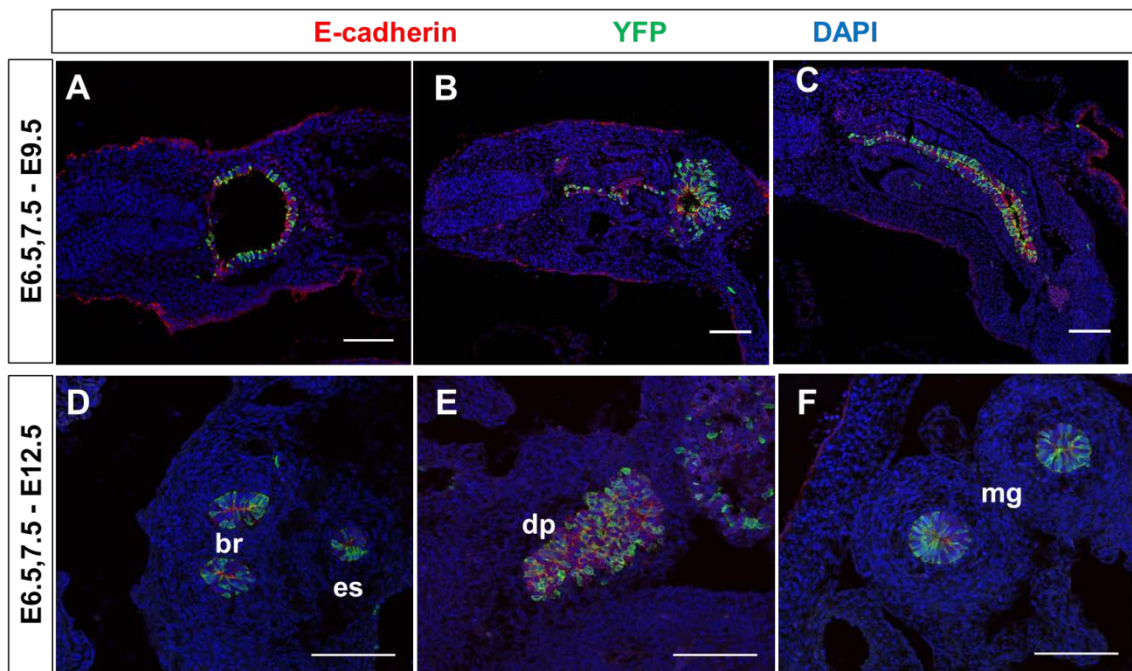 E-cadherin YFP DAPI
E6.5,7.5 - E9.5
A B C
E6.5,7.5 - E12.5
D E F
br es dp mg